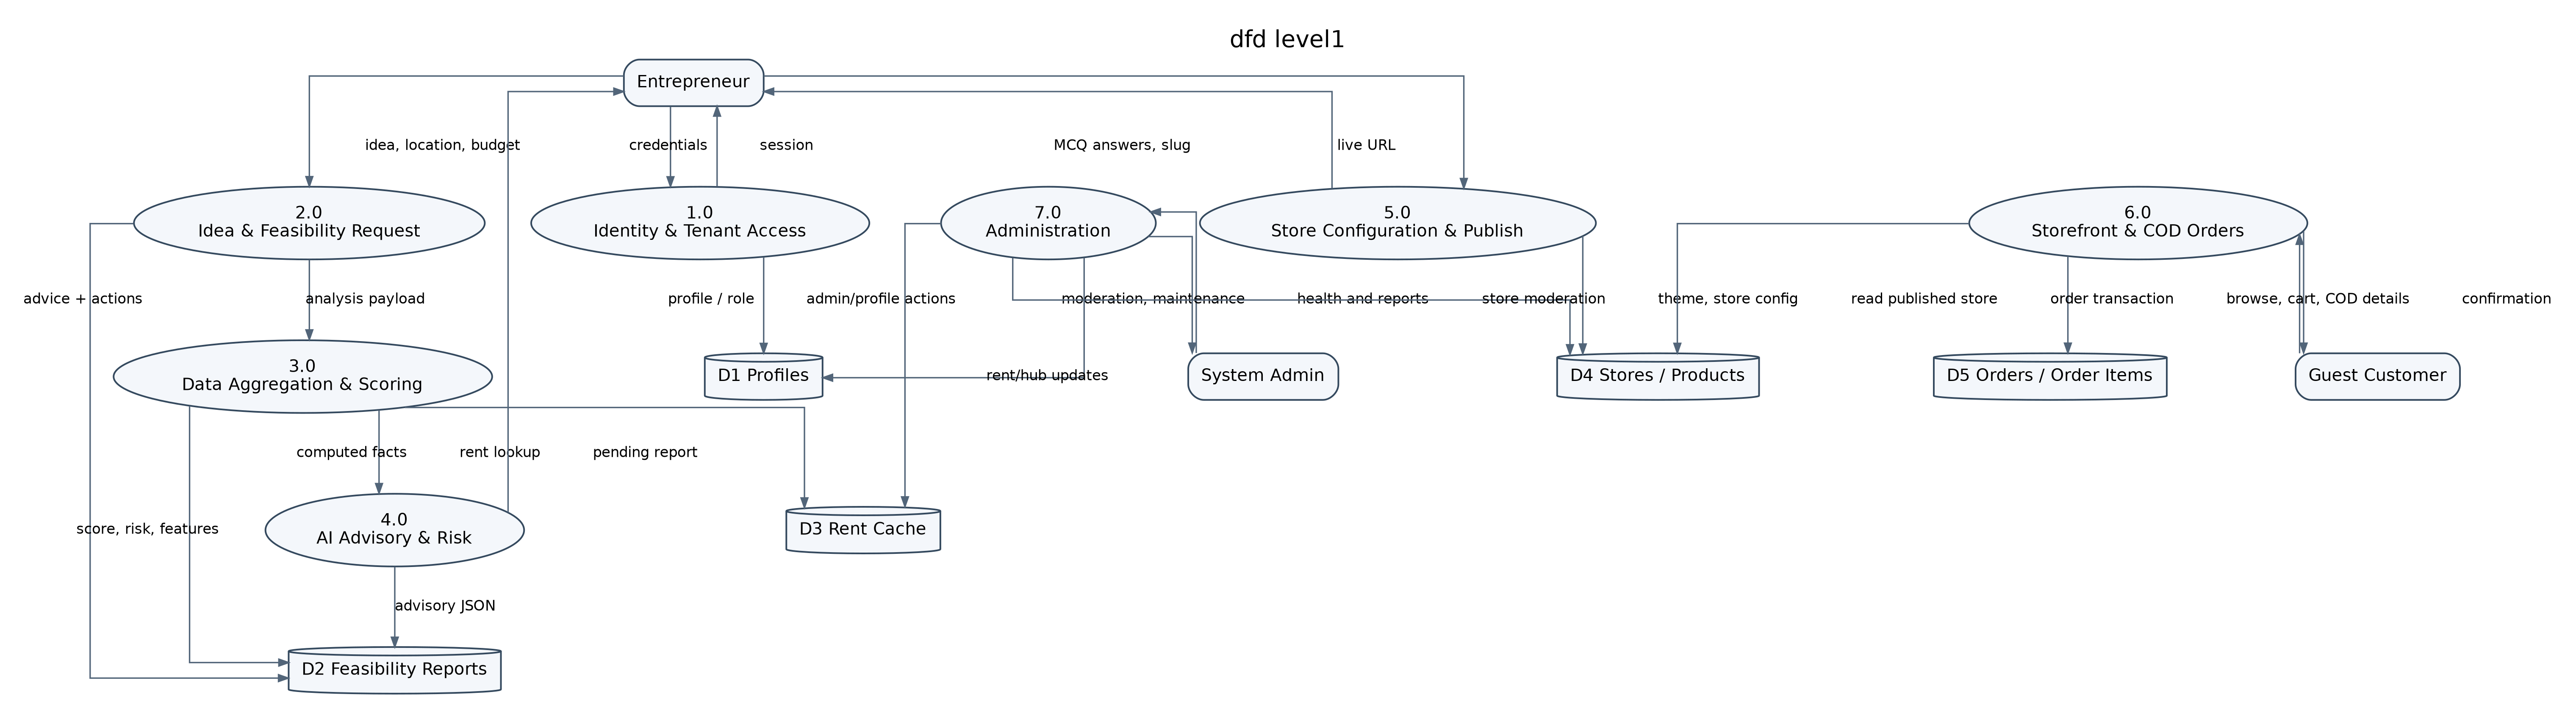 dfd level1
Entrepreneur
idea, location, budget
credentials
session
MCQ answers, slug
live URL
2.0
Idea & Feasibility Request
1.0
Identity & Tenant Access
7.0
Administration
5.0
Store Configuration & Publish
6.0
Storefront & COD Orders
advice + actions
analysis payload
profile / role
admin/profile actions
moderation, maintenance
health and reports
store moderation
theme, store config
read published store
order transaction
browse, cart, COD details
confirmation
3.0
Data Aggregation & Scoring
D1 Profiles
rent/hub updates
System Admin
D4 Stores / Products
D5 Orders / Order Items
Guest Customer
computed facts
rent lookup
pending report
score, risk, features
4.0
AI Advisory & Risk
D3 Rent Cache
advisory JSON
D2 Feasibility Reports